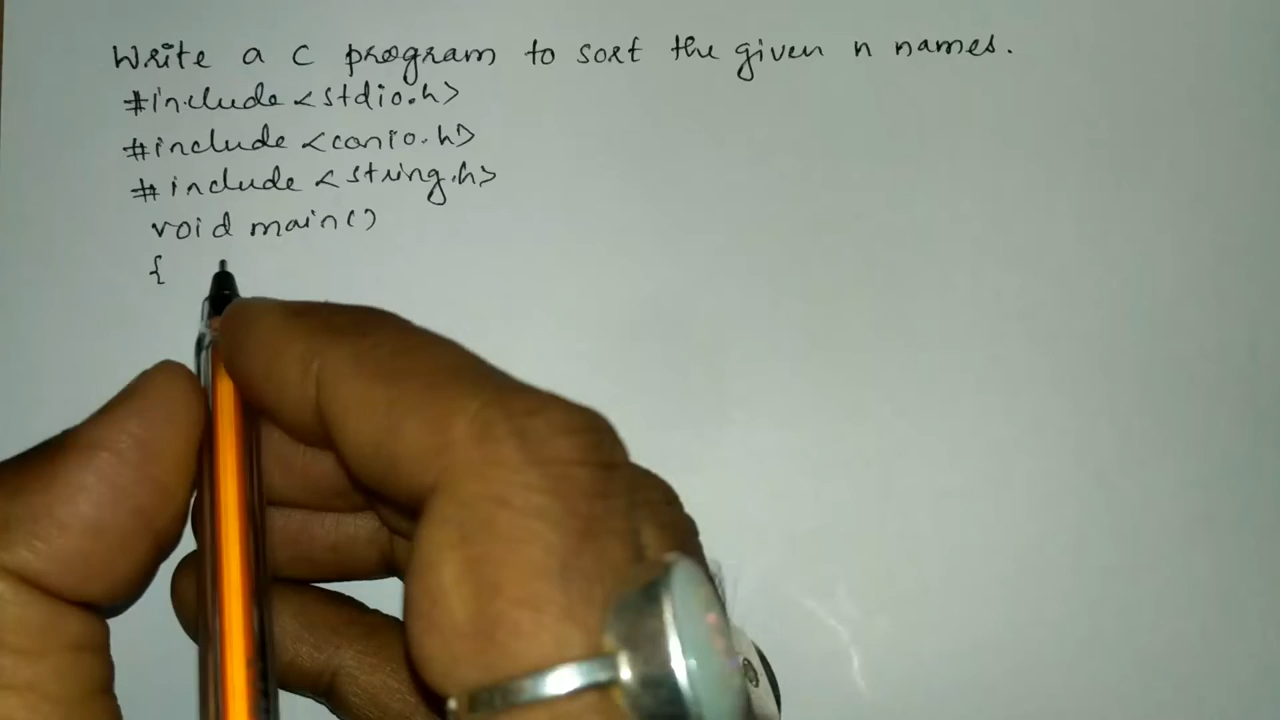 Write a C program to sort the given n names.
#include <stdio.h>
#include <conio.h>
#include <string.h>
void main()
{